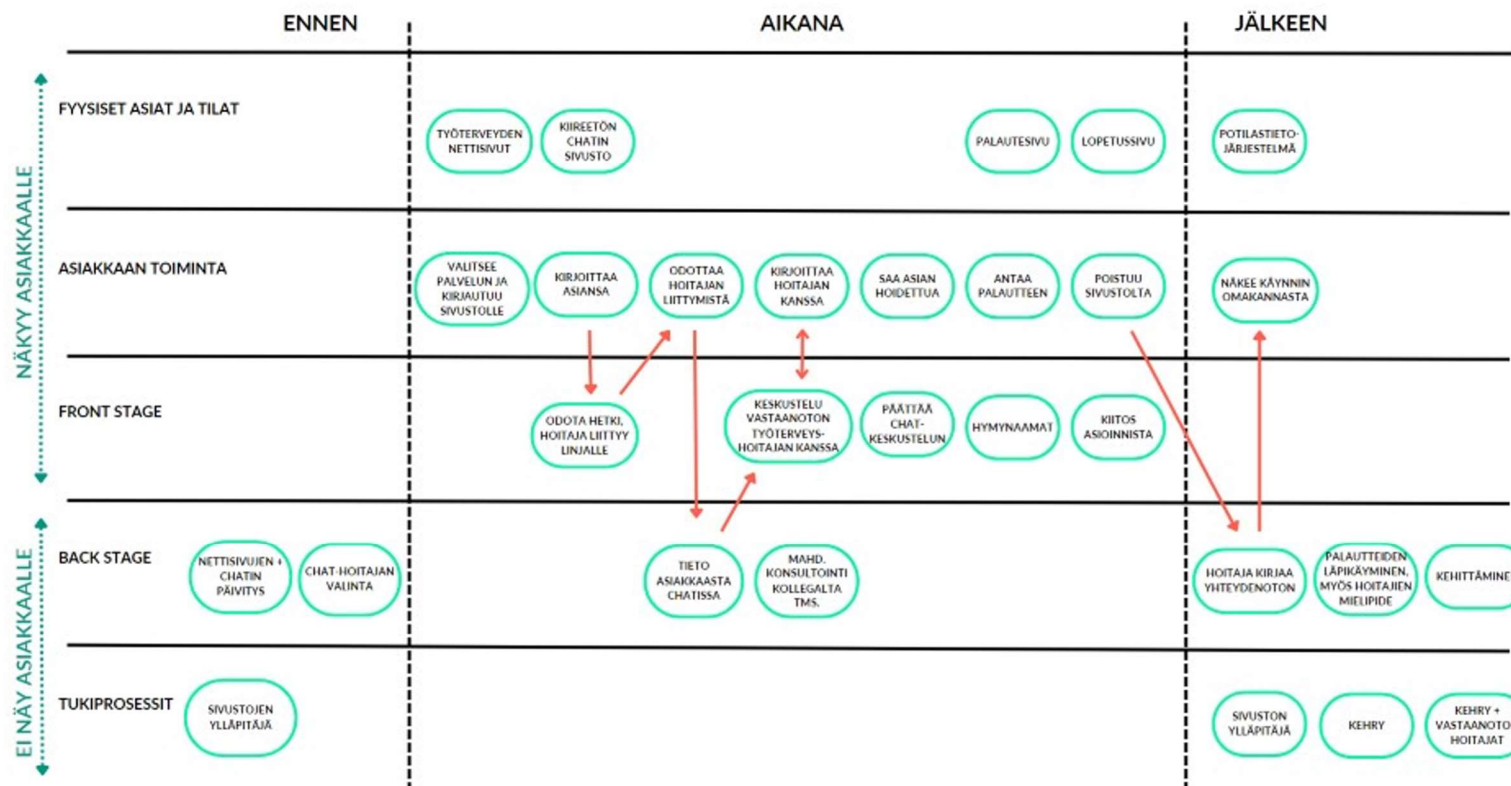 ENNEN
AIKANA
JÄLKEEN
NÄKYY ASIAKKAALLE
FYYSISET ASIAT JA TILAT
TYÖTERVEYDEN
NETTISIVUT
KIIREETÖN
CHATIN
SIVUSTO
PALAUTESIVU
LOPETUSSIVU
POTILASTIETO-
JÄRJESTELMÄ
ASIAKKAAN TOIMINTA
VALITSEE
PALVELUN JA
KIRJAUTUU
SIVUSTOLLE
KIRJOITTAA
ASIANSA
ODOTTAA
HOITAJAN
LIITTYMISTÄ
KIRJOITTAA
HOITAJAN
KANSSA
SAA ASIAN
HOIDETTUA
ANTAA
PALAUTTEEN
POISTUU
SIVUSTOLTA
NÄKEE KÄYNNIN
OMAKANNASTA
FRONT STAGE
ODOTA HETKI,
HOITAJA LIITTYY
LINJALLE
KESKUSTELU
VASTAANOTON
TYÖTERVEYS-
HOITAJAN KANSSA
PÄÄTTÄÄ
CHAT-
KESKUSTELUN
HYMYNAAMAT
KIITOS
ASIOINNISTA
EI NÄY ASIAKKAALLE
BACK STAGE
NETTISIVUJEN +
CHATIN
PÄIVITYS
CHAT-HOITAJAN
VALINTA
TIETO
ASIAKKAASTA
CHATISSA
MAHD.
KONSULTOINTI
KOLLEGALTA
TMS.
HOITAJA KIRJAA
YHTEYDENOTON
PALAUTTEIDEN
LÄPIKÄYMINEN,
MYÖS HOITAJIEN
MIELIPIDE
KEHITTÄMINE
TUKIPROSESSIT
SIVUSTOJEN
YLLÄPITÄJÄ
SIVUSTON
YLLÄPITÄJÄ
KEHRY
KEHRY +
VASTAANOTO
HOITAJAT